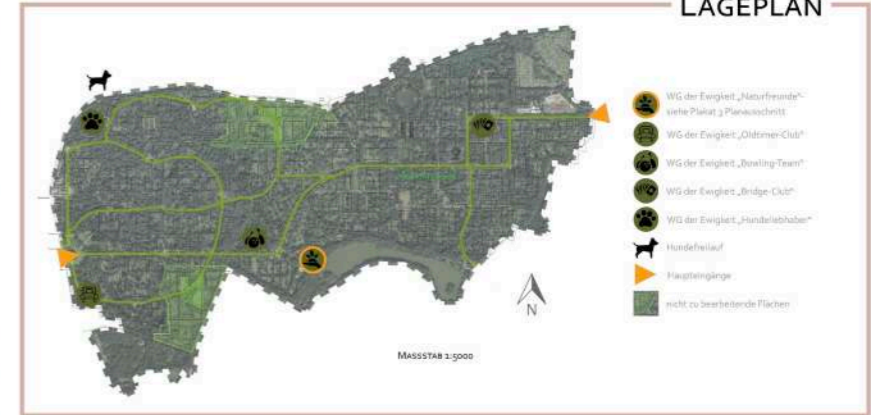 LAGEPLAN
WG der Ewigkeit „Naturfreunde"-
siehe Plakat 3 Planausschnitt
WG der Ewigkeit „Oldtimer-Club"
WG der Ewigkeit „Bowling-Team"
WG der Ewigkeit „Bridge-Club"
WG der Ewigkeit „Hundeliebhaber"
Hundefreilauf
Haupteingänge
nicht zu bearbeitende Flächen
N
MASSSTAB 1:5000